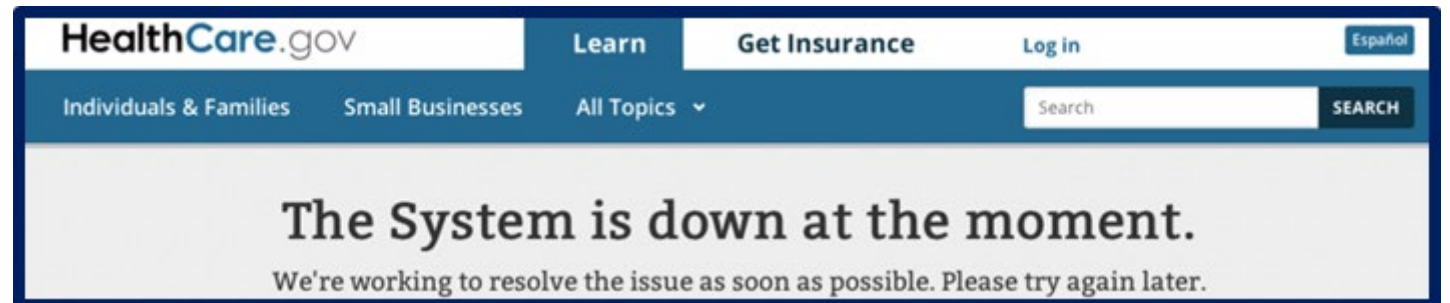 HealthCare.gov Learn Get Insurance Log in Español
Individuals & Families Small Businesses All Topics Search SEARCH
The System is down at the moment.
We're working to resolve the issue as soon as possible. Please try again later.